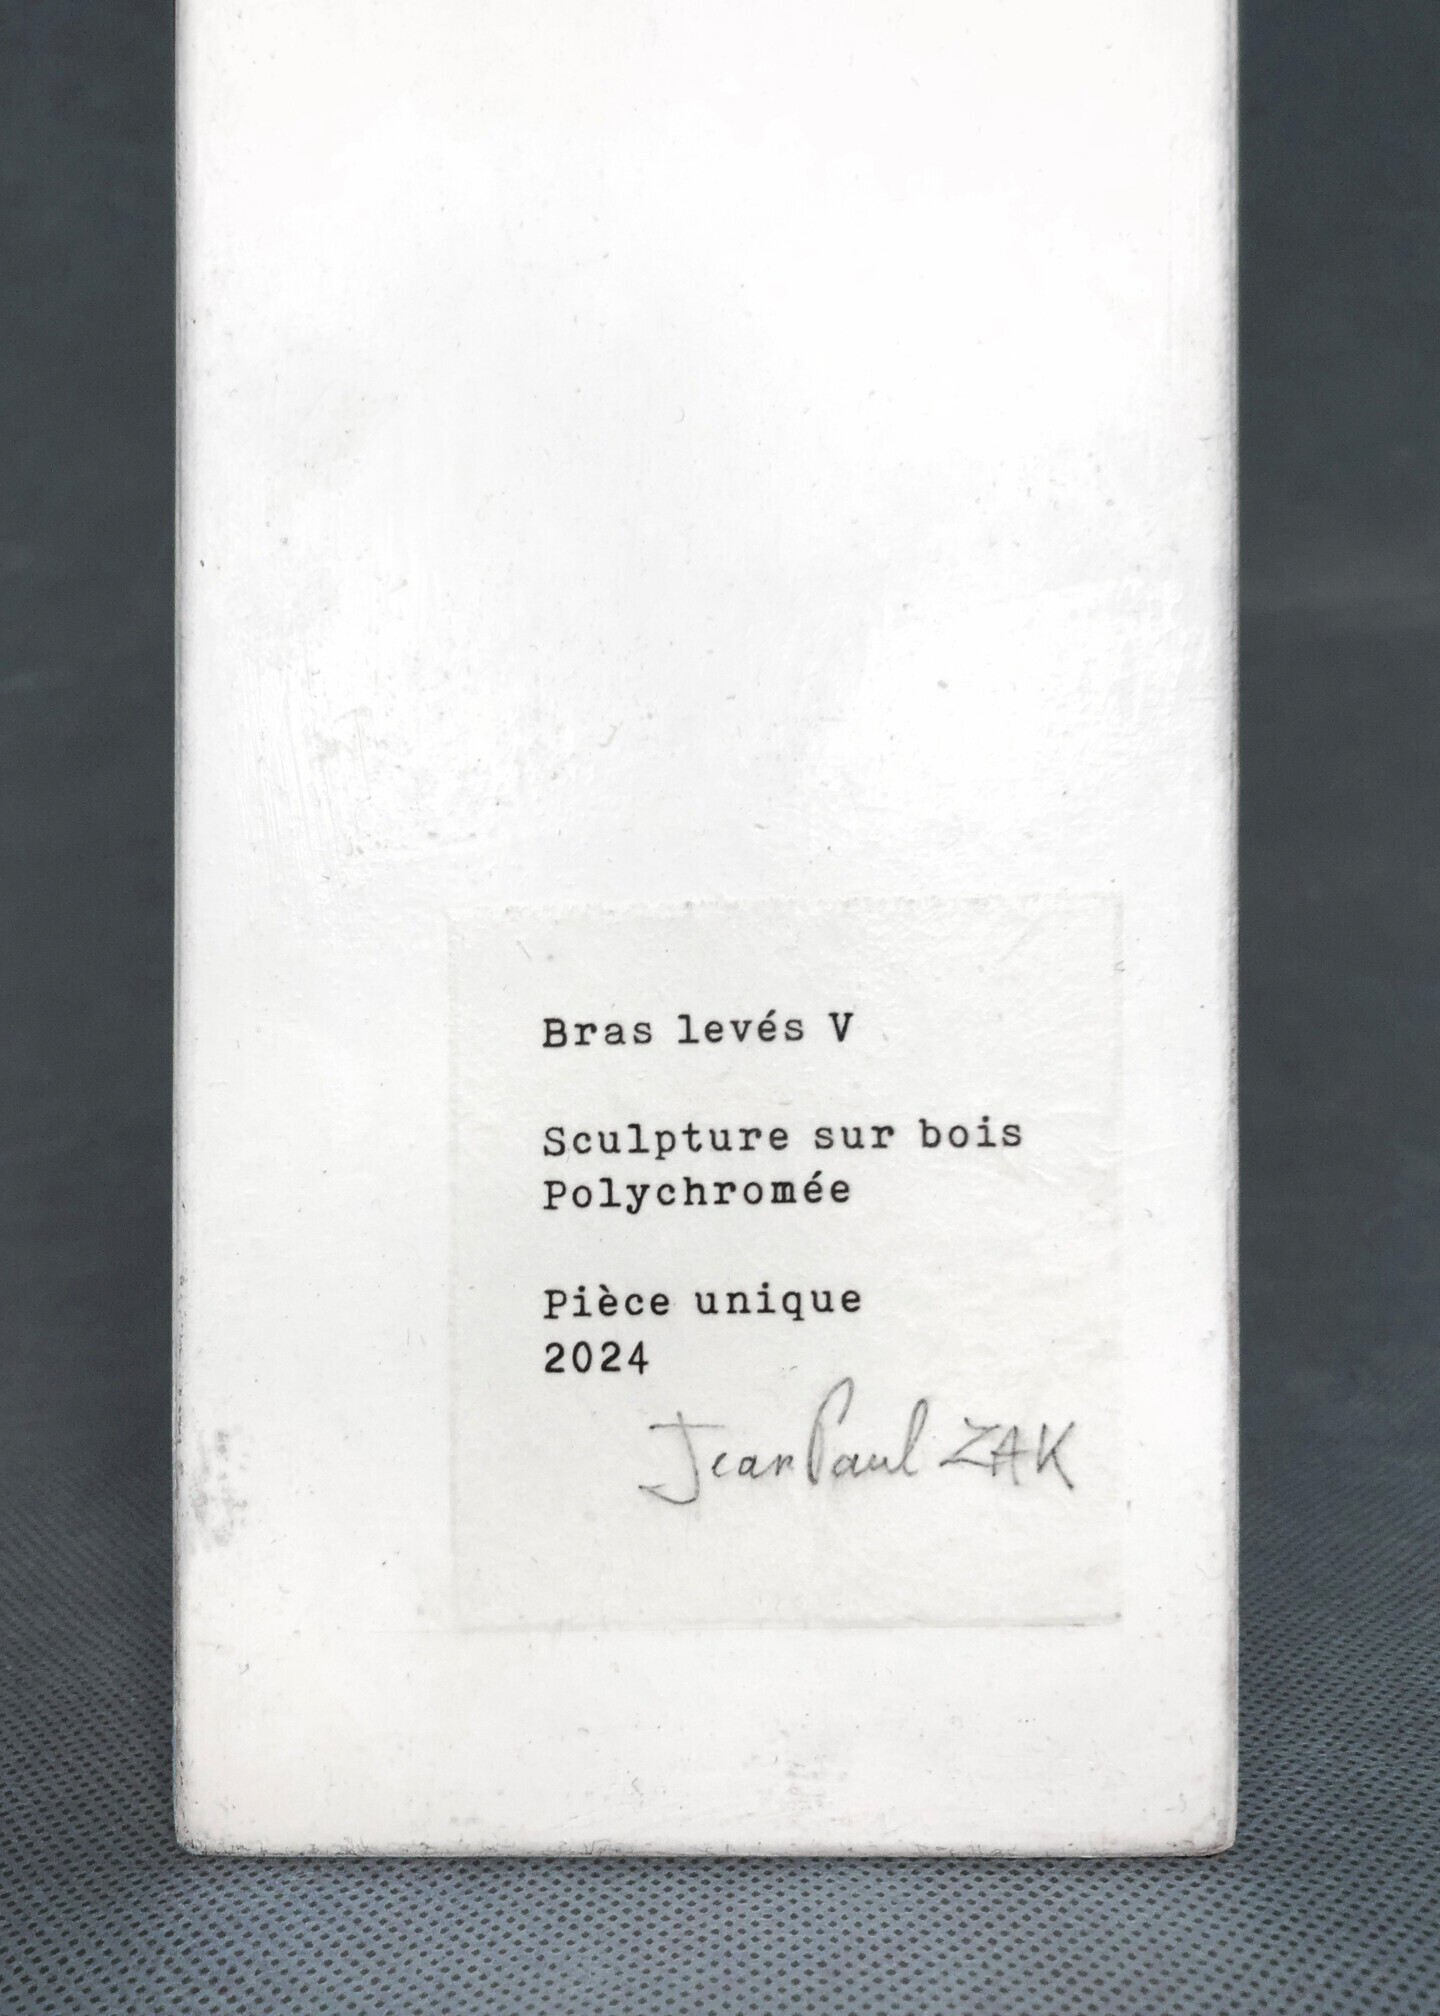 Bras levés V
Sculpture sur bois
Polychromée
Pièce unique
2024
Jean Paul ZAK